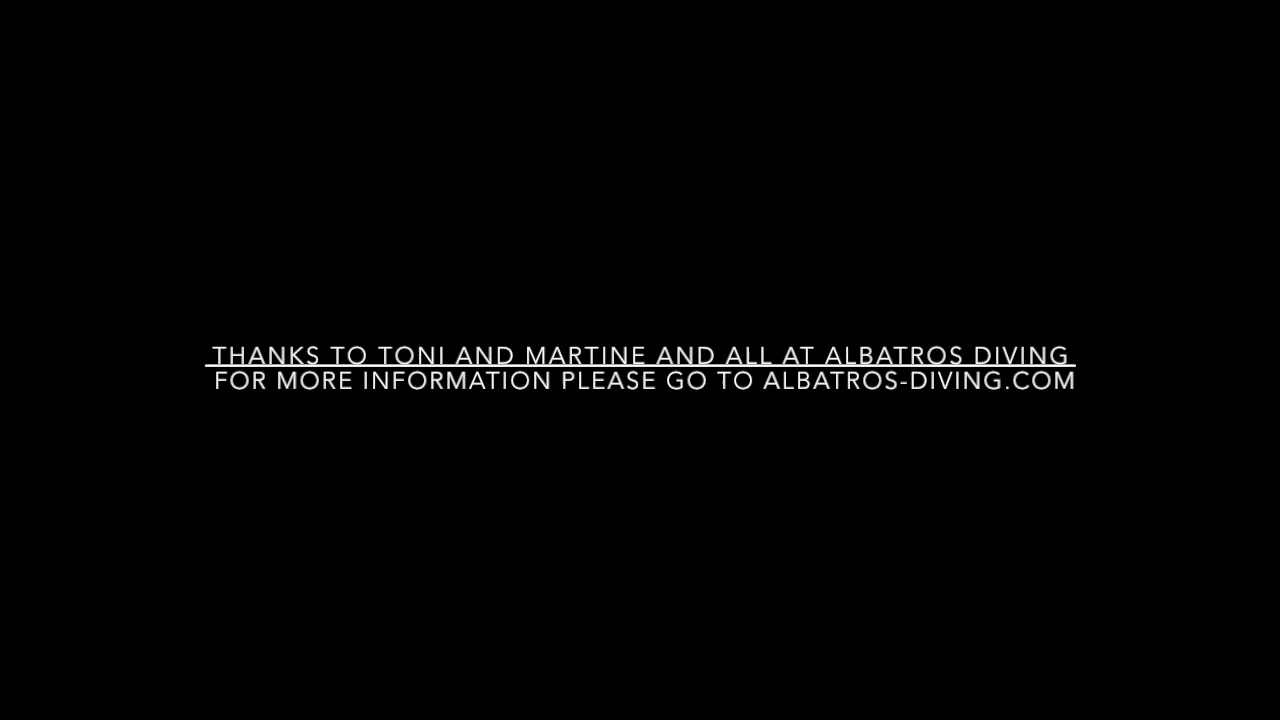 THANKS TO TONI AND MARTINE AND ALL AT ALBATROS DIVING
FOR MORE INFORMATION PLEASE GO TO ALBATROS-DIVING.COM